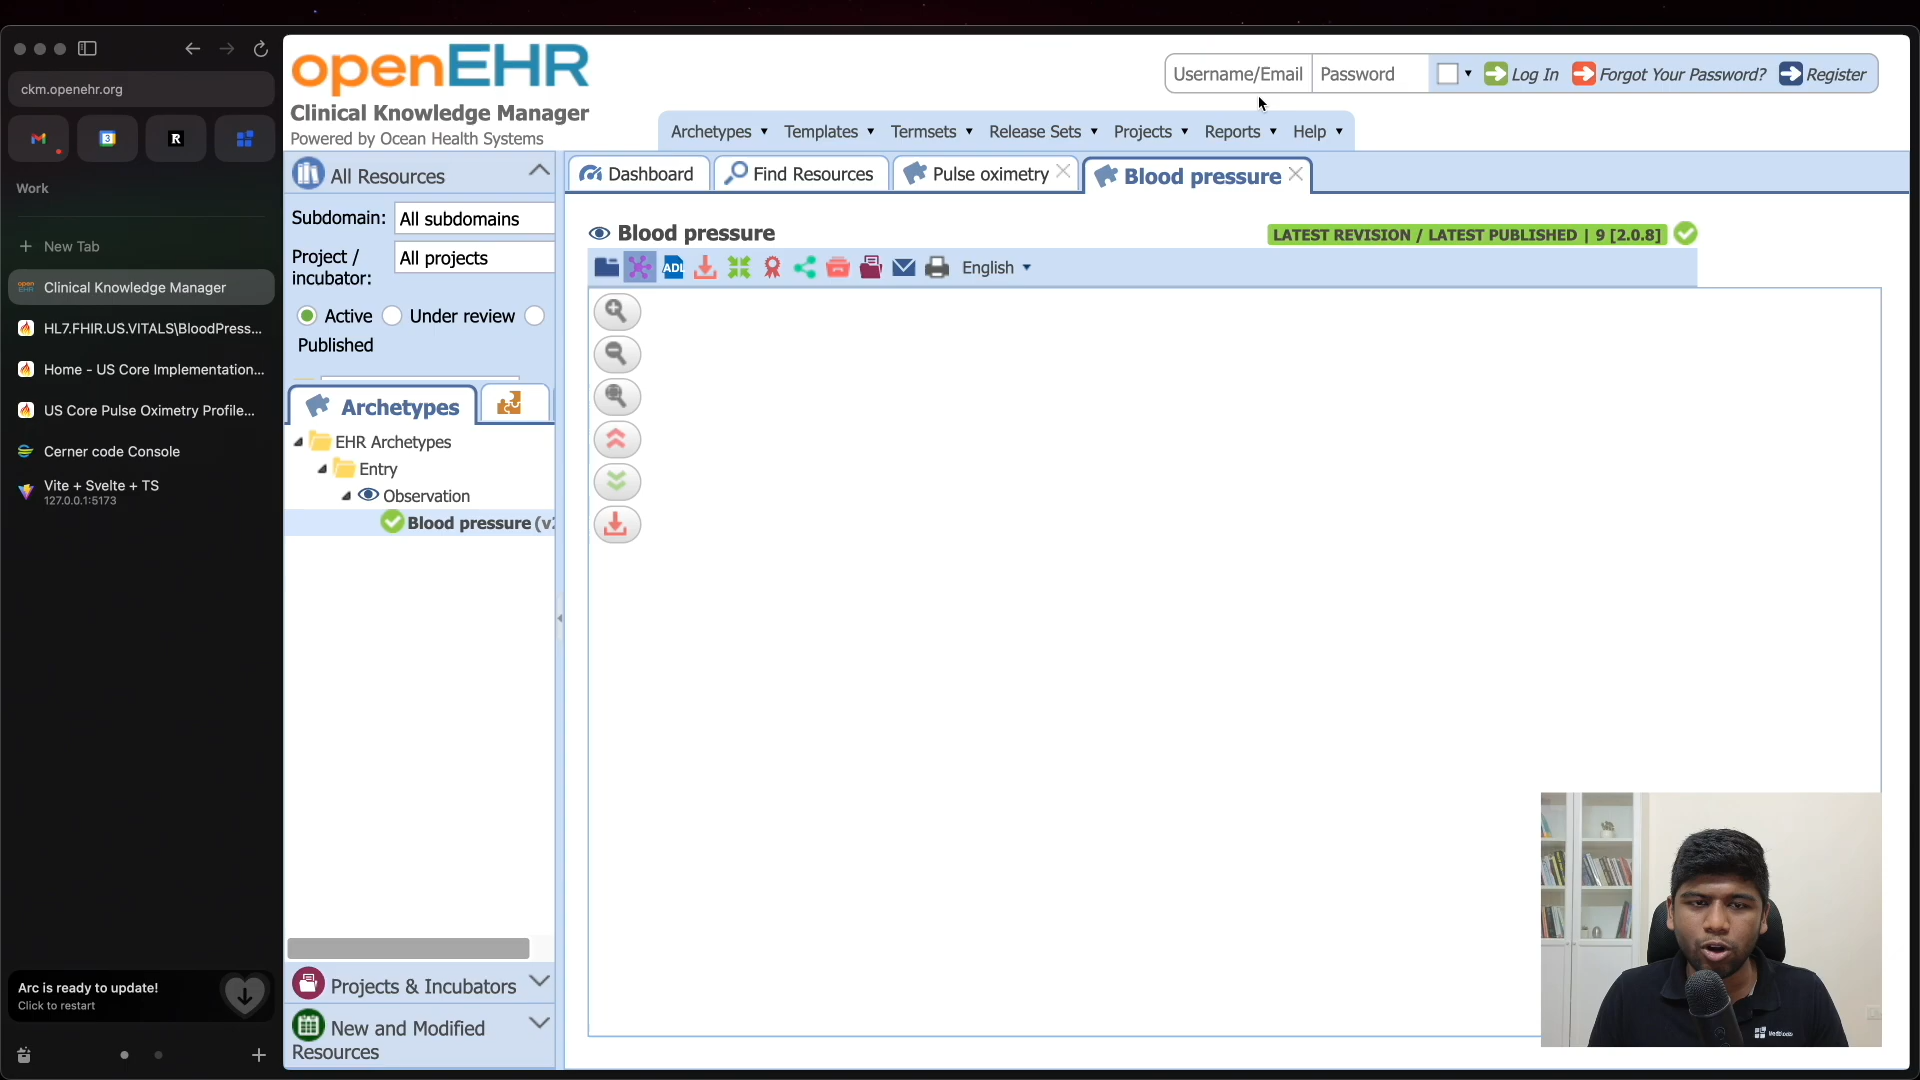 ckm.openehr.org
Work
New Tab
Clinical Knowledge Manager
HL7.FHIR.US.VITALS\BloodPress...
Home - US Core Implementation...
US Core Pulse Oximetry Profile...
Cerner code Console
Vite + Svelte + TS
127.0.0.1:5173
Arc is ready to update!
Click to restart
openEHR
Clinical Knowledge Manager
Powered by Ocean Health Systems
Username/Email Password Log In Forgot Your Password? Register
Archetypes Templates Termsets Release Sets Projects Reports Help
All Resources
Subdomain: All subdomains
Project / incubator: All projects
Active Under review
Published
Archetypes
EHR Archetypes
Entry
Observation
Blood pressure (v2
Projects & Incubators
New and Modified
Resources
Dashboard Find Resources Pulse oximetry Blood pressure
Blood pressure LATEST REVISION / LATEST PUBLISHED | 9 [2.0.8]
ADL English